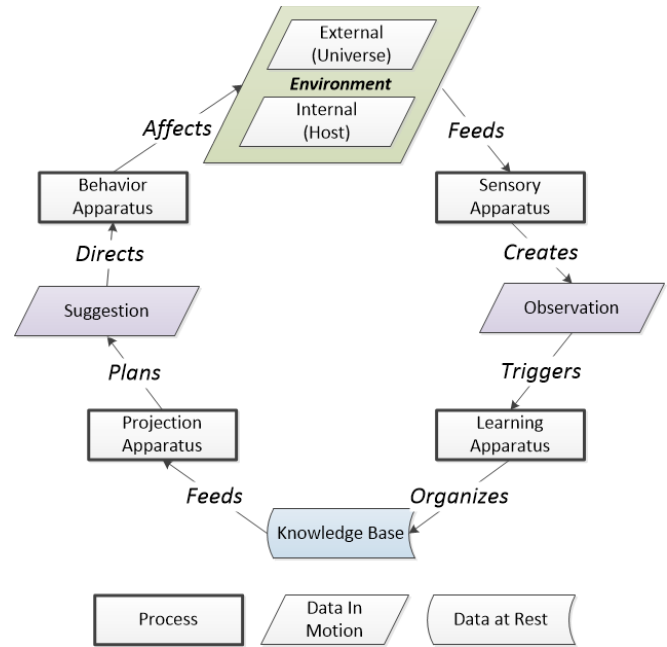 External
(Universe)
Environment
Internal
(Host)
Affects
Feeds
Behavior
Apparatus
Sensory
Apparatus
Directs
Creates
Suggestion
Observation
Plans
Triggers
Projection
Apparatus
Learning
Apparatus
Feeds
Organizes
Knowledge Base
Process
Data In
Motion
Data at Rest